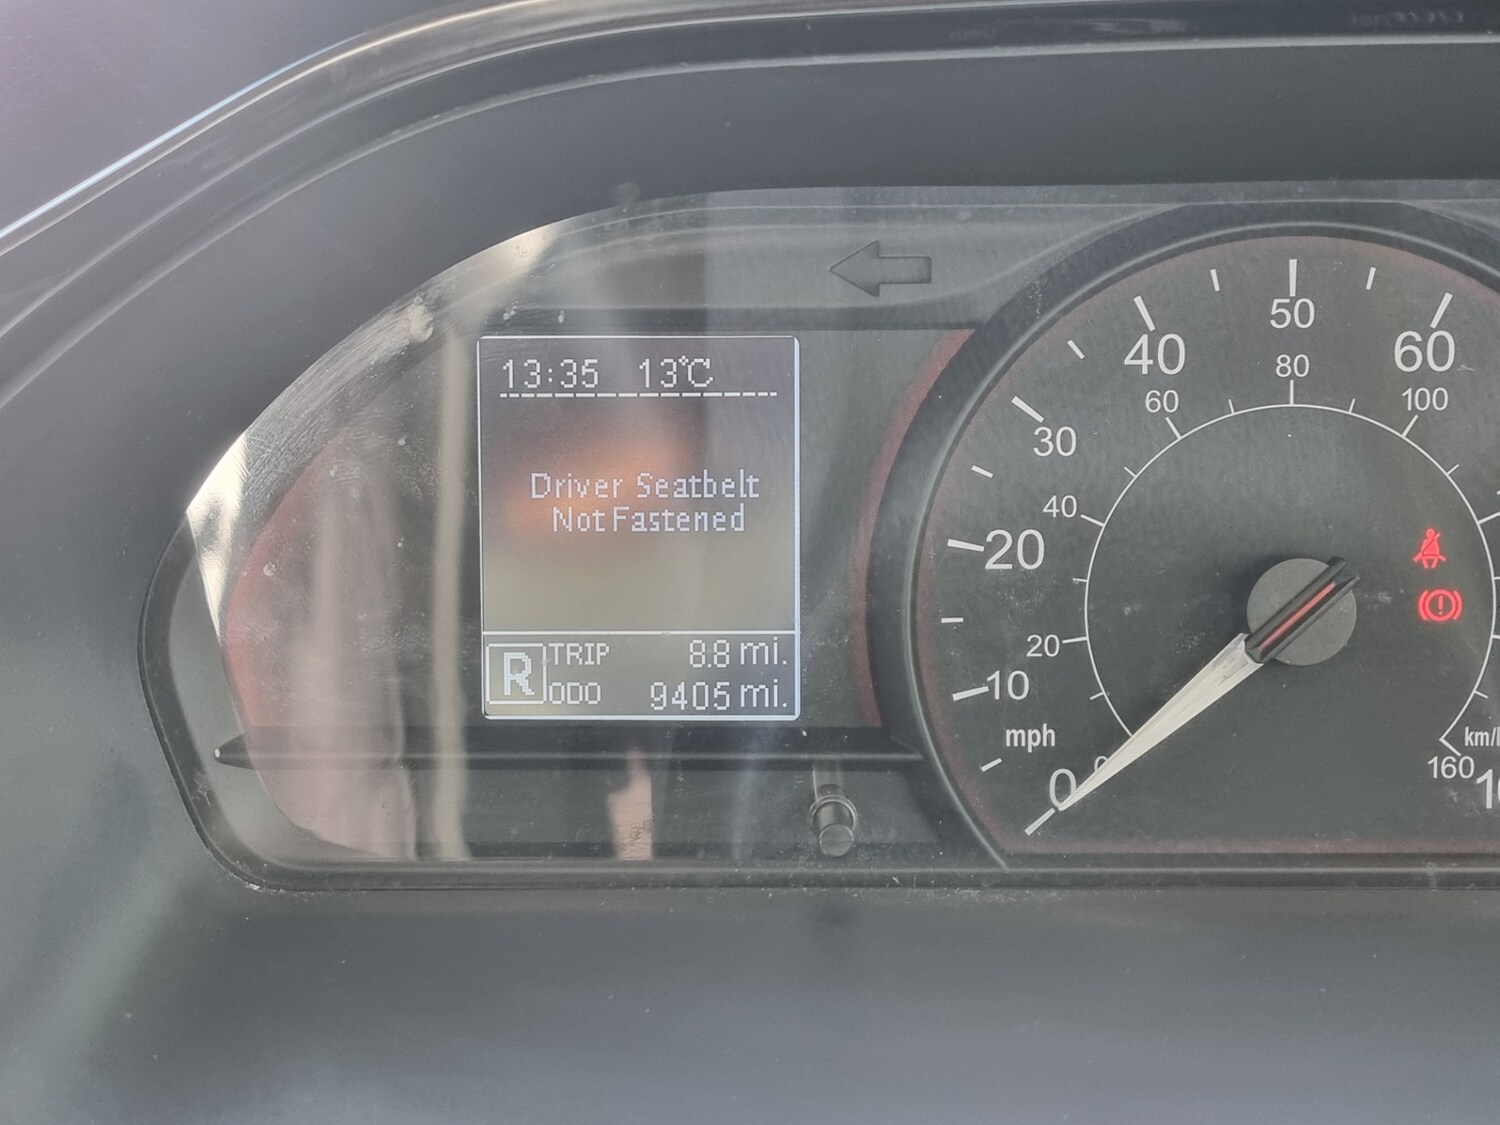 13:35 13°C
Driver Seatbelt
Not Fastened
R
TRIP 8.8 mi.
ODO 9405 mi.
50
40
60
80
60
100
30
40
20
20
10
mph
0
km/
160